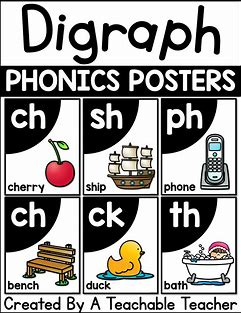 Digraph
PHONICS POSTERS
ch sh ph
cherry ship phone
ch ck th
bench duck bath
Created By A Teachable Teacher